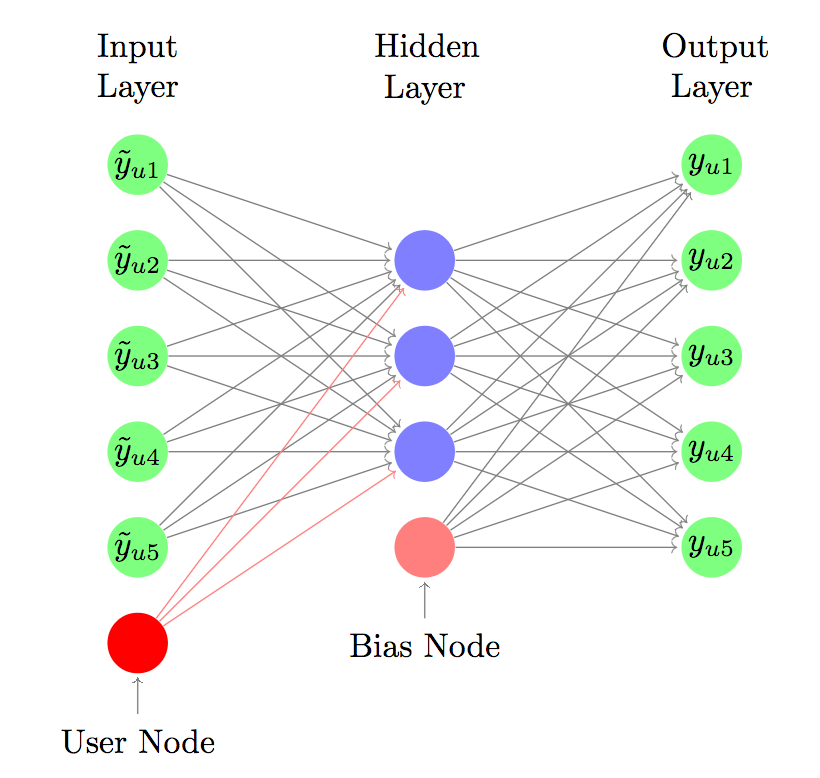 Input
Layer
Hidden
Layer
Output
Layer
ỹu1
ỹu2
ỹu3
ỹu4
ỹu5
yu1
yu2
yu3
yu4
yu5
Bias Node
User Node